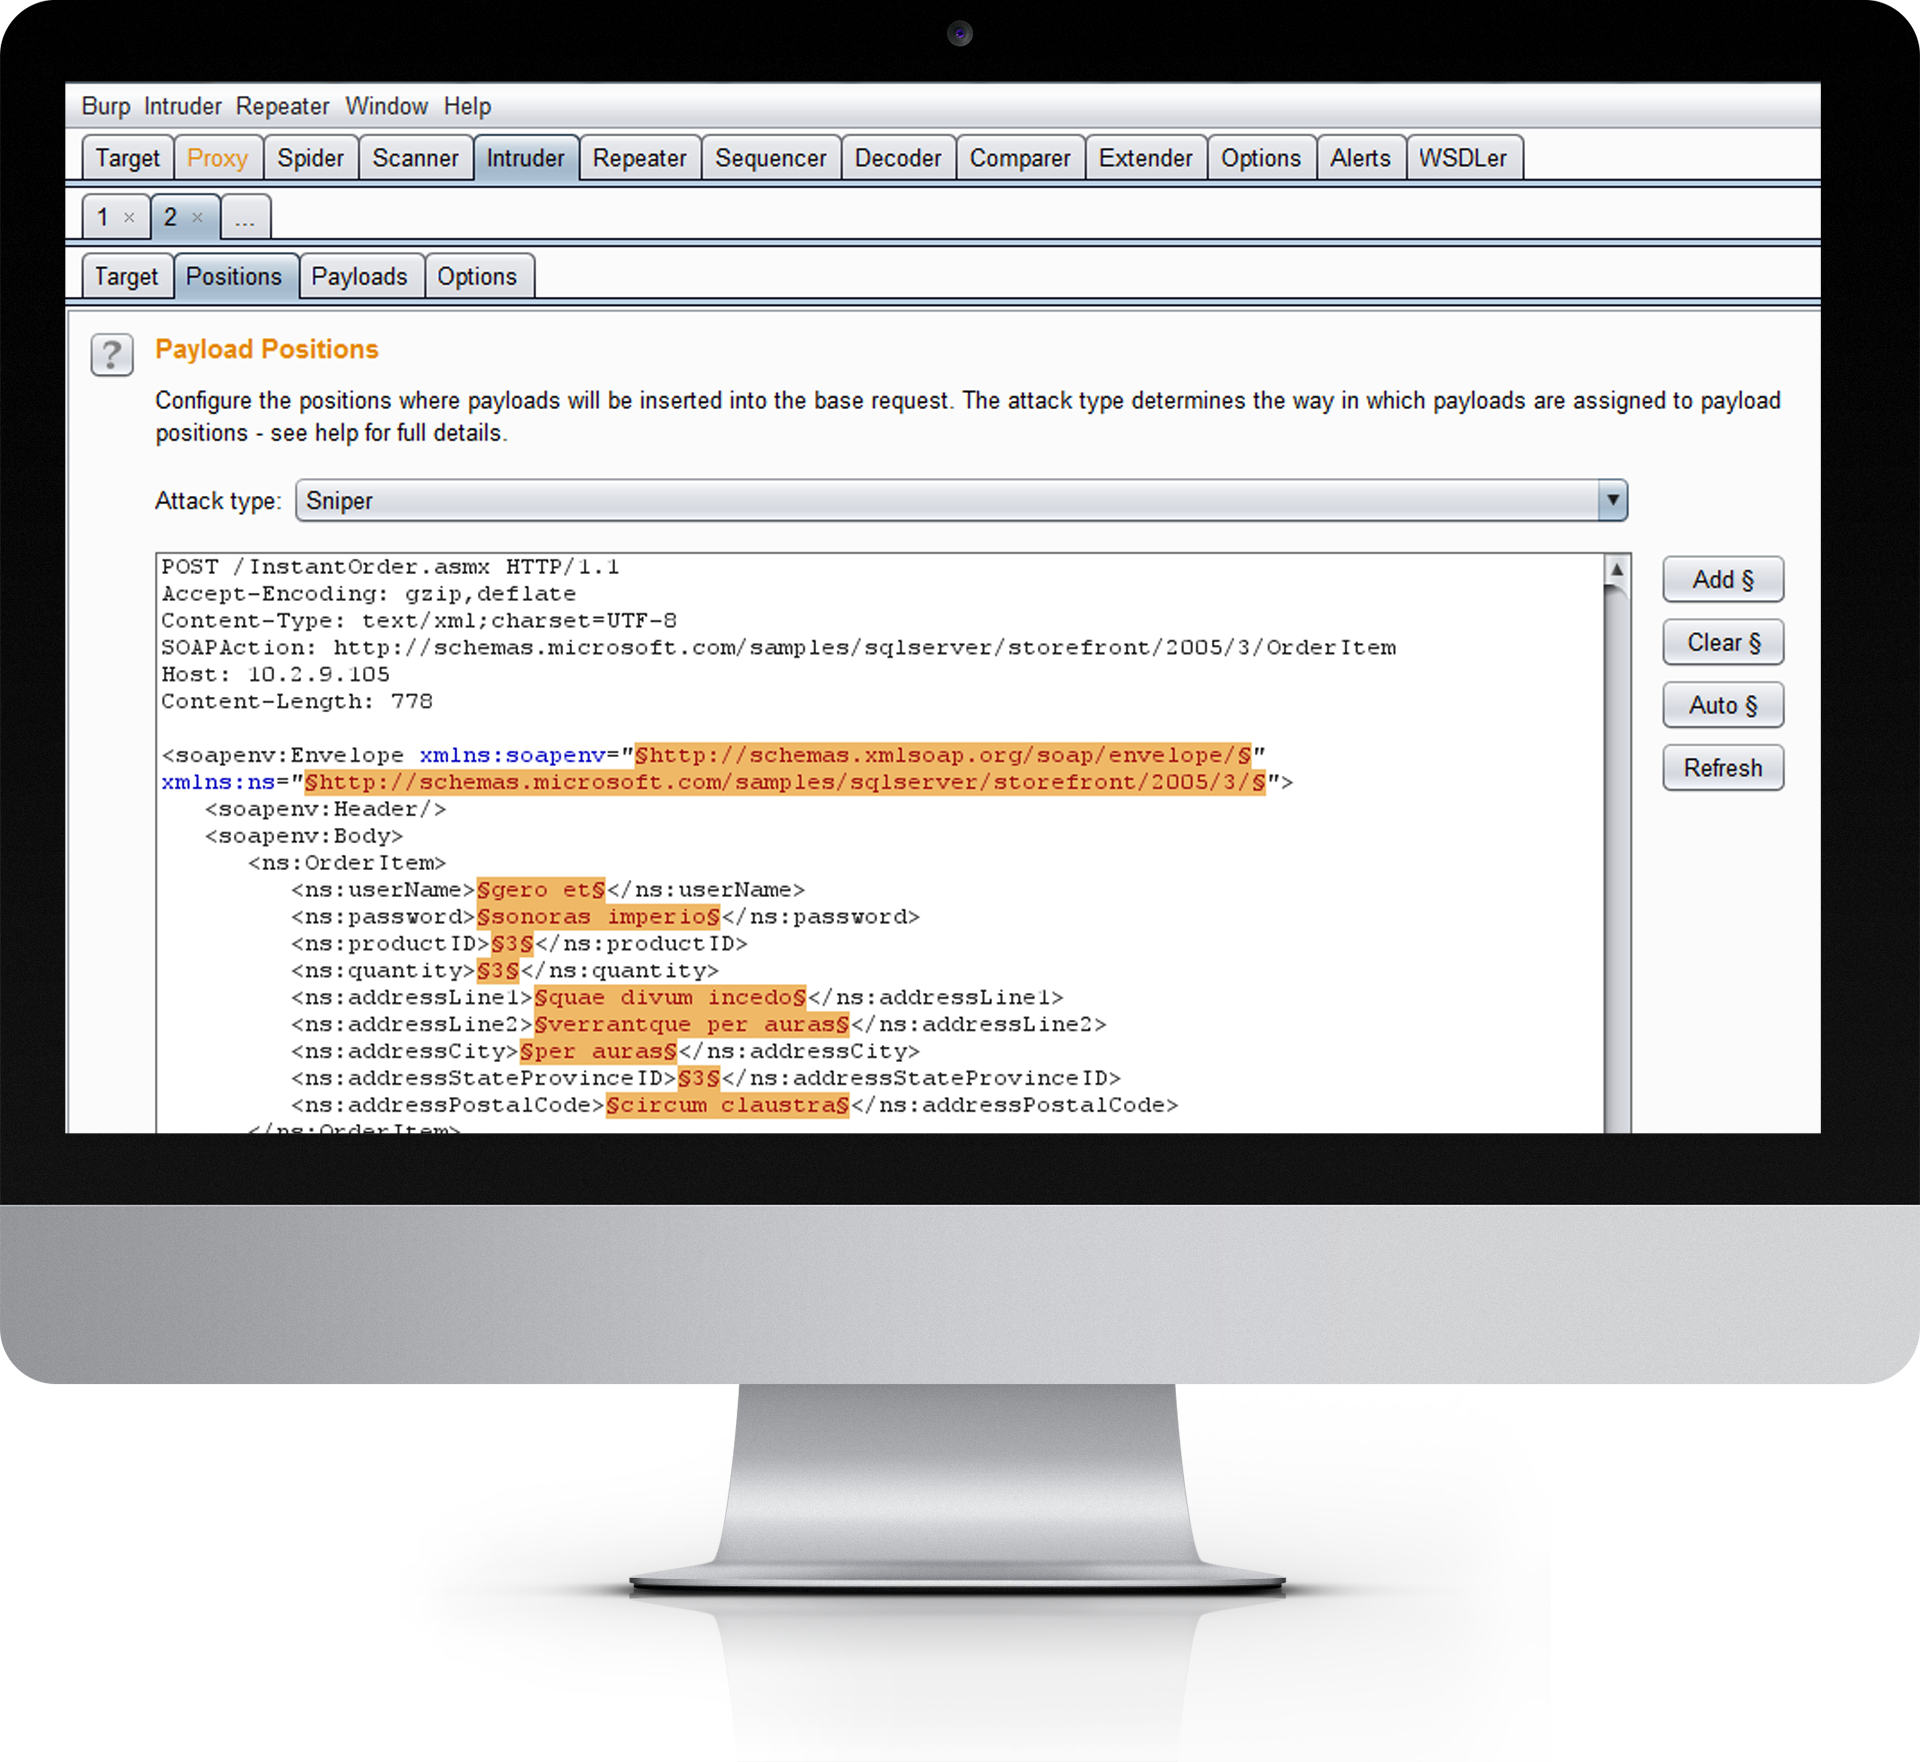 Burp Intruder Repeater Window Help
Target Proxy Spider Scanner Intruder Repeater Sequencer Decoder Comparer Extender Options Alerts WSDLer
1 × 2 × ...
Target Positions Payloads Options
? Payload Positions
Configure the positions where payloads will be inserted into the base request. The attack type determines the way in which payloads are assigned to payload
positions - see help for full details.
Attack type: Sniper
POST /InstantOrder.asmx HTTP/1.1
Accept-Encoding: gzip,deflate
Content-Type: text/xml;charset=UTF-8
SOAPAction: http://schemas.microsoft.com/samples/sqlserver/storefront/2005/3/OrderItem
Host: 10.2.9.105
Content-Length: 778
<soapenv:Envelope xmlns:soapenv="§http://schemas.xmlsoap.org/soap/envelope/§"
xmlns:ns="§http://schemas.microsoft.com/samples/sqlserver/storefront/2005/3/§">
<soapenv:Header/>
<soapenv:Body>
<ns:OrderItem>
<ns:userName>§gero et§</ns:userName>
<ns:password>§sonoras imperio§</ns:password>
<ns:productID>§3§</ns:productID>
<ns:quantity>§3§</ns:quantity>
<ns:addressLine1>§quae divum incedo§</ns:addressLine1>
<ns:addressLine2>§verrantque per auras§</ns:addressLine2>
<ns:addressCity>§per auras§</ns:addressCity>
<ns:addressStateProvinceID>§3§</ns:addressStateProvinceID>
<ns:addressPostalCode>§circum claustra§</ns:addressPostalCode>
</ns:OrderItem>
Add §
Clear §
Auto §
Refresh